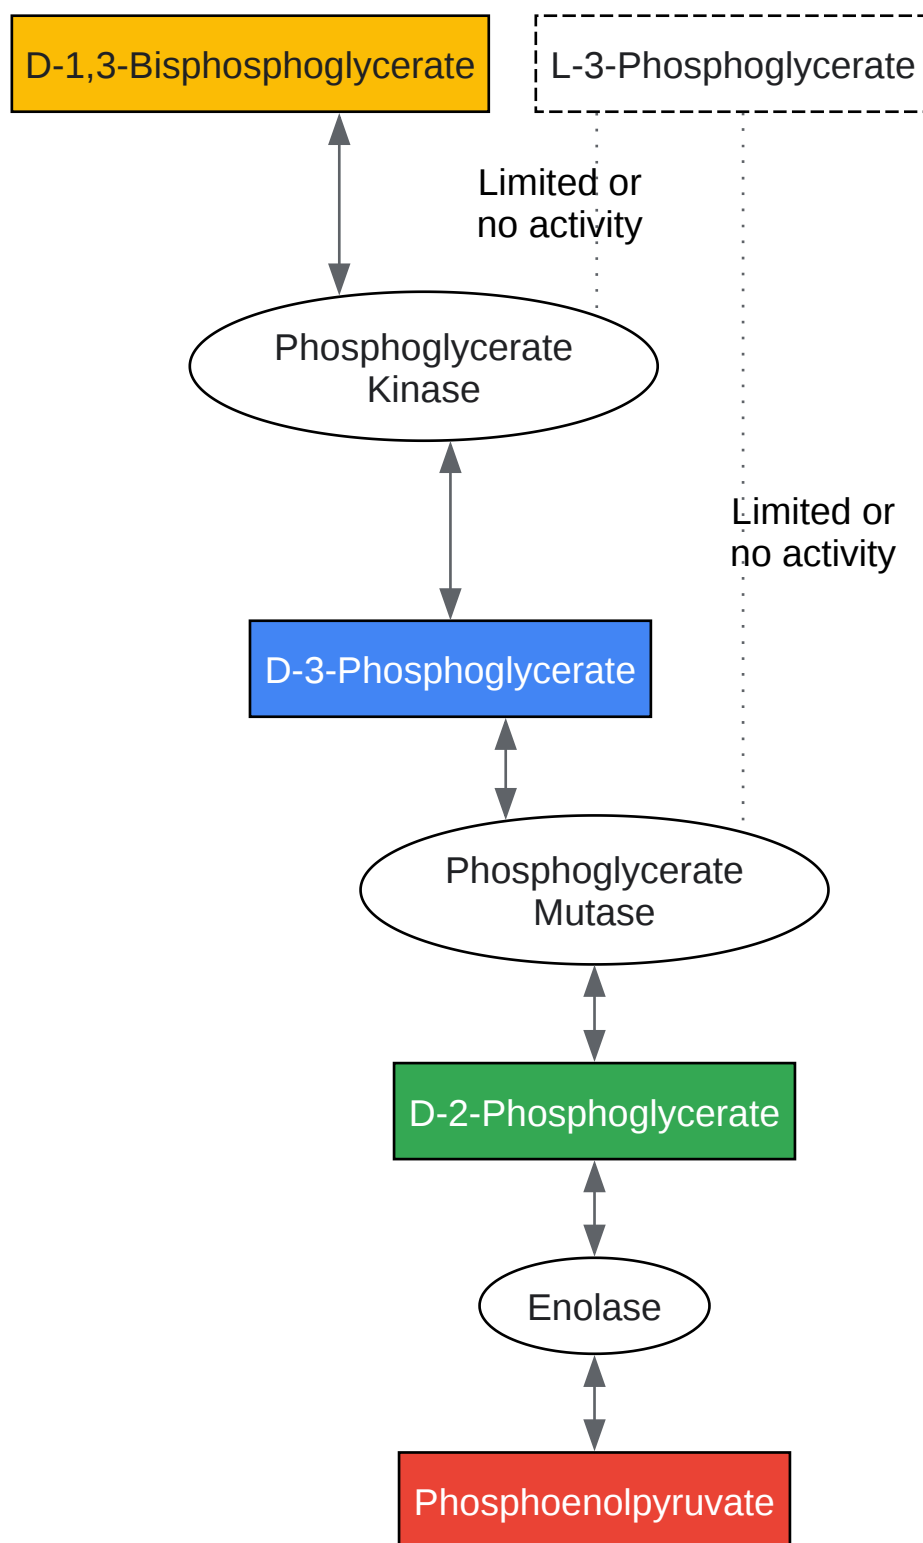 D-1,3-Bisphosphoglycerate
L-3-Phosphoglycerate
Limited or
no activity
Phosphoglycerate
Kinase
Limited or
no activity
D-3-Phosphoglycerate
Phosphoglycerate
Mutase
D-2-Phosphoglycerate
Enolase
Phosphoenolpyruvate